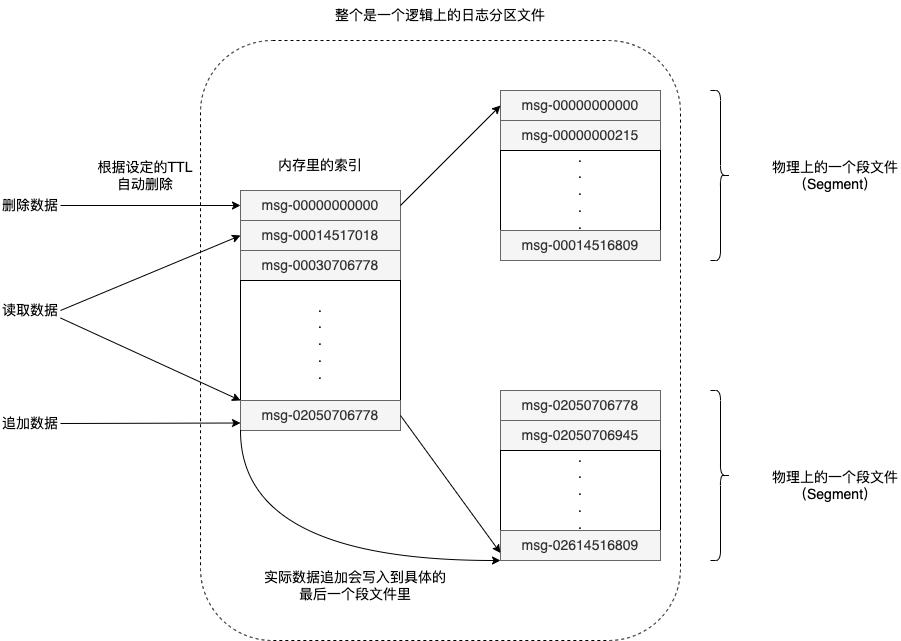 整个是一个逻辑上的日志分区文件
根据设定的TTL
自动删除
删除数据
读取数据
追加数据
内存里的索引
msg-00000000000
msg-00014517018
msg-00030706778
msg-02050706778
msg-00000000000
msg-00000000215
msg-00014516809
物理上的一个段文件
（Segment）
msg-02050706778
msg-02050706945
msg-02614516809
物理上的一个段文件
（Segment）
实际数据追加会写入到具体的
最后一个段文件里